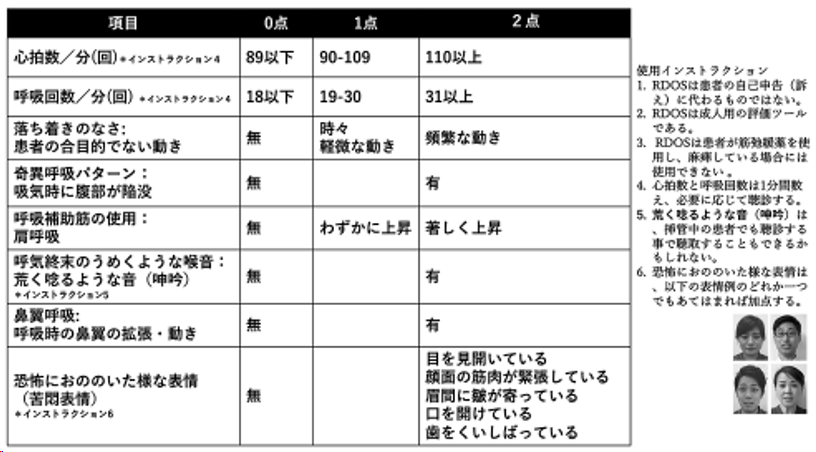 項目 0点 1点 2点
心拍数／分(回)＊インストラクション4 89以下 90-109 110以上
呼吸回数／分(回) ＊インストラクション4 18以下 19-30 31以上
落ち着きのなさ:
患者の合目的でない動き
無
時々
軽微な動き
頻繁な動き
奇異呼吸パターン：
吸気時に腹部が陥没
無
有
呼吸補助筋の使用：
肩呼吸
無
わずかに上昇
著しく上昇
呼気終末のうめくような喉音：
荒く唸るような音（呻吟）
＊インストラクション5
無
有
鼻翼呼吸:
呼吸時の鼻翼の拡張・動き
無
有
恐怖におののいた様な表情
（苦悶表情）
＊インストラクション6
無
目を見開いている
顔面の筋肉が緊張している
眉間に皺が寄っている
口を開けている
歯をくいしばっている
使用インストラクション
1. RDOSは患者の自己申告（訴
え）に代わるものではない。
2. RDOSは成人用の評価ツール
である。
3. RDOSは患者が筋弛緩薬を使
用し、麻痺している場合には
使用できない。
4. 心拍数と呼吸回数は1分間数
え、必要に応じて聴診する。
5. 荒く唸るような音（呻吟）は
、挿管中の患者でも聴診する
事で聴取することもできるか
もしれない。
6. 恐怖におののいた様な表情は
、以下の表情例のどれか一つ
でもあてはまれば加点する。